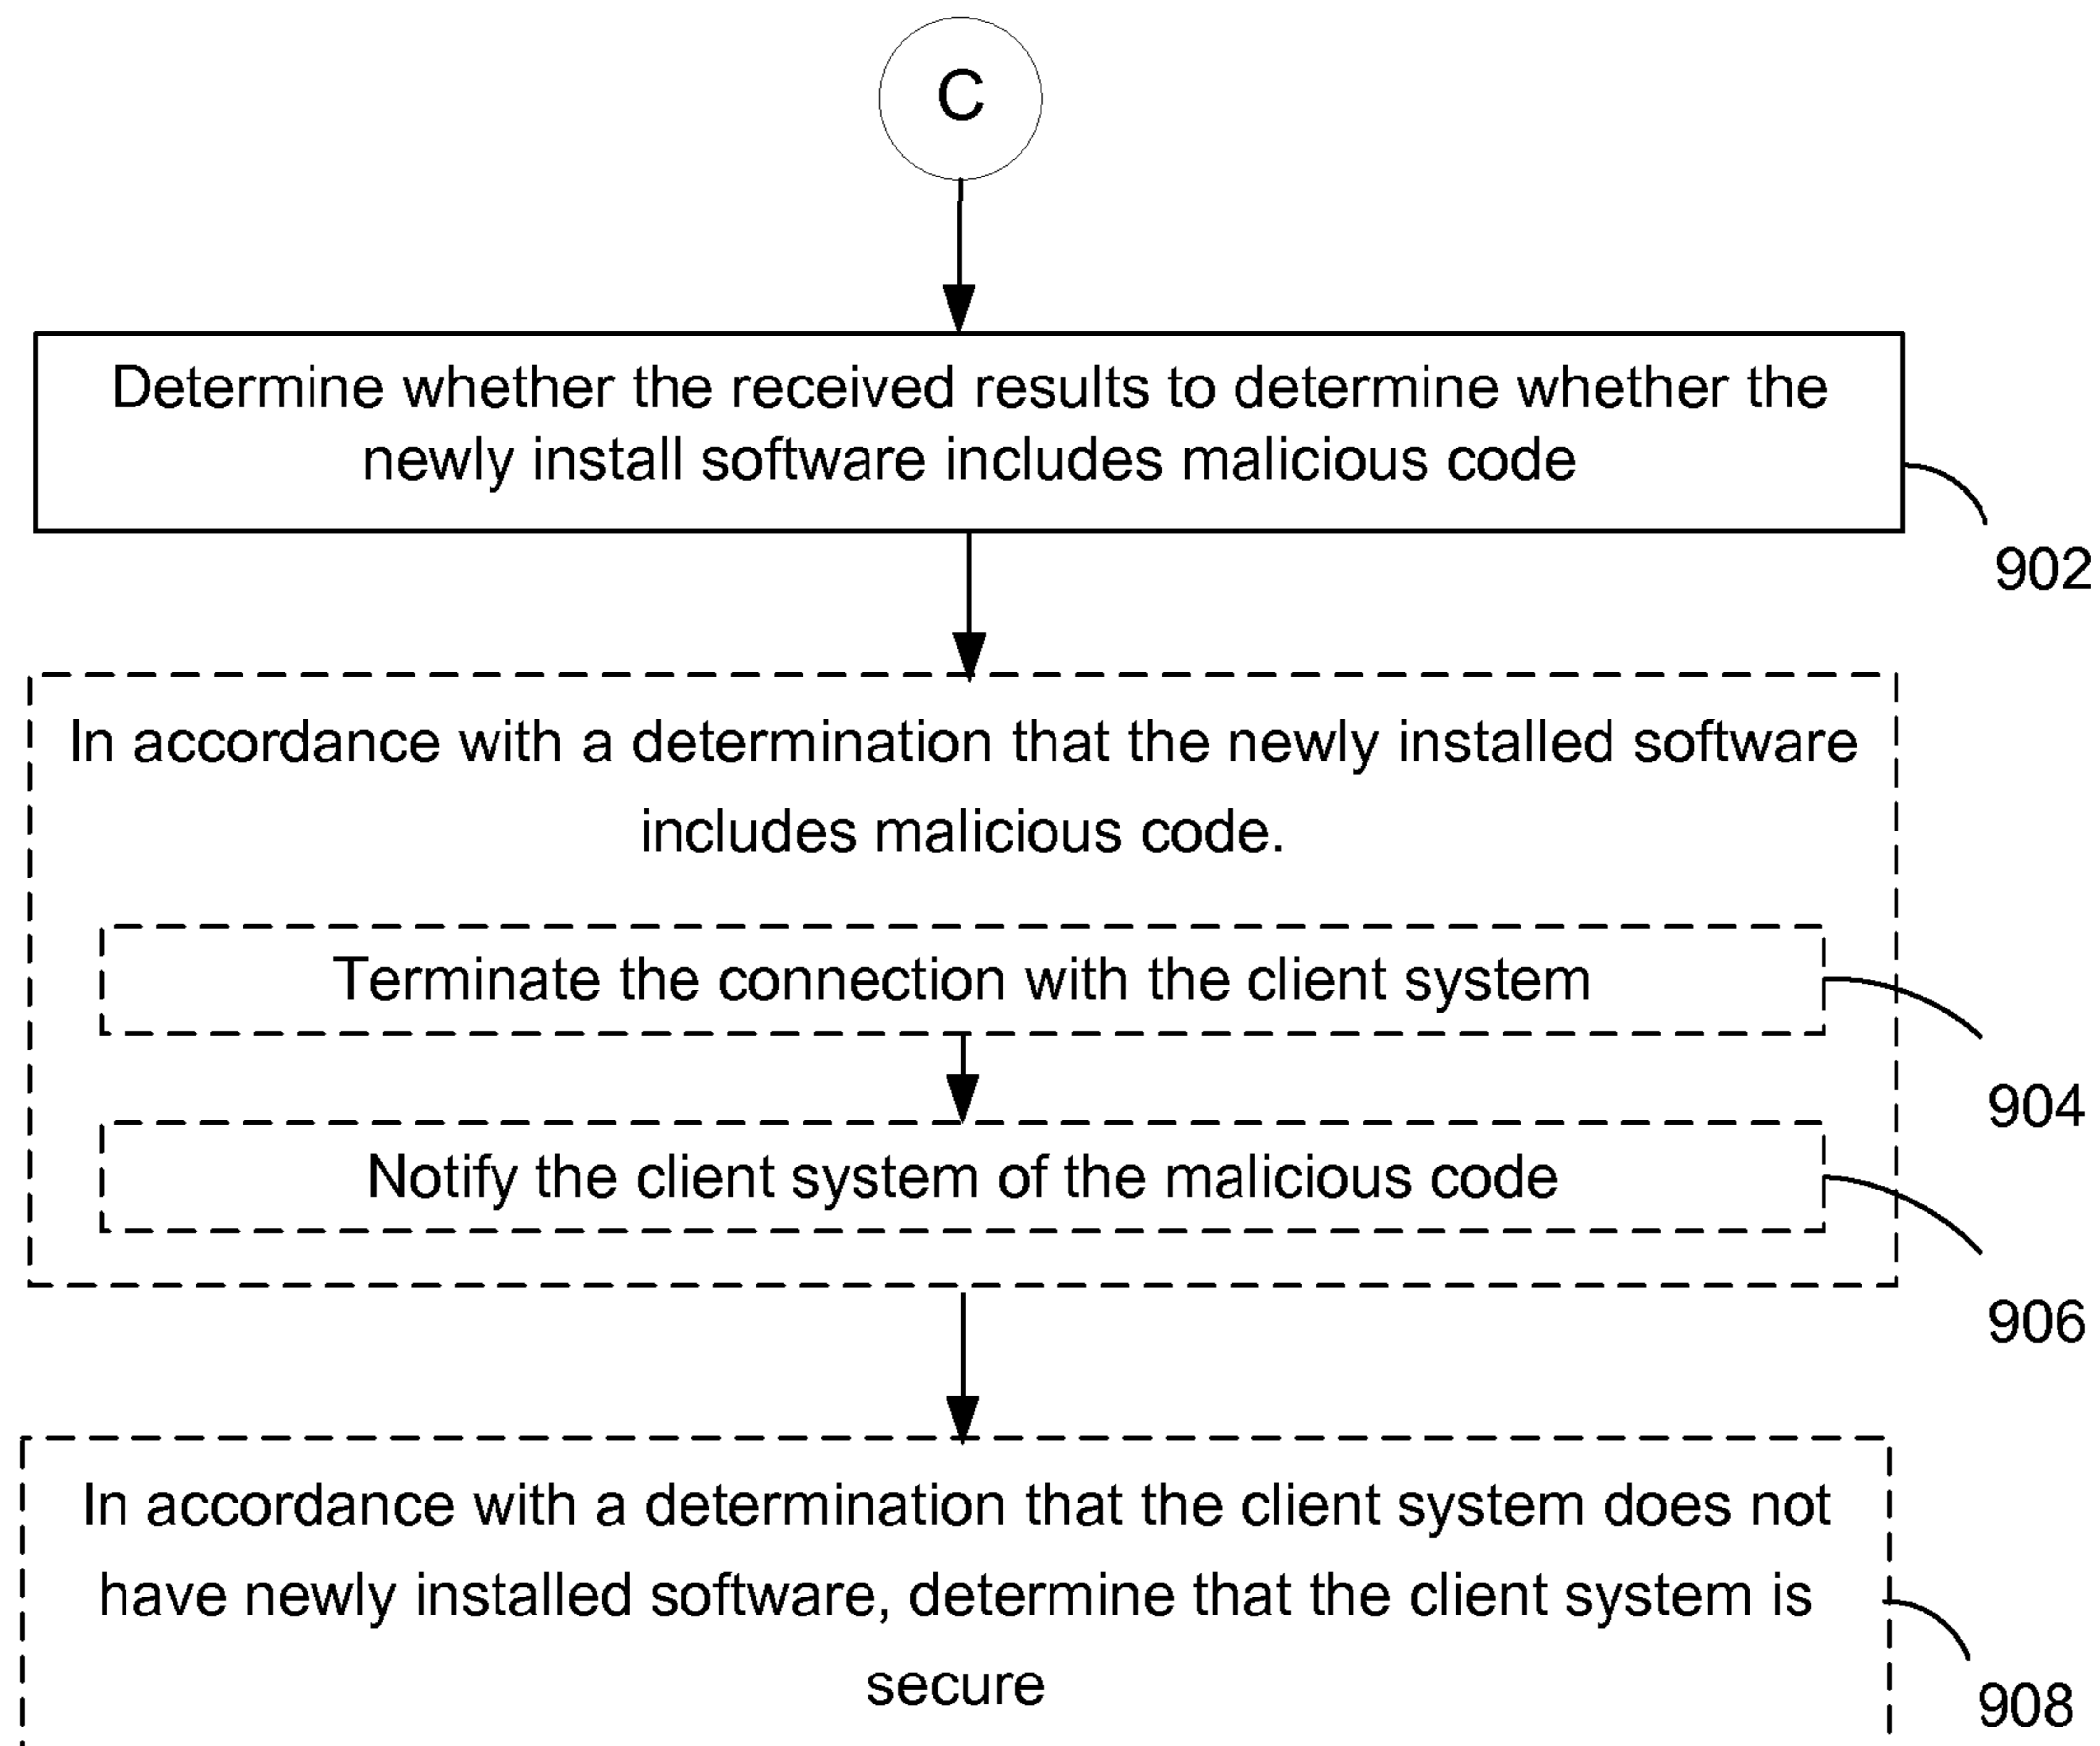 C
Determine whether the received results to determine whether the
newly install software includes malicious code
902
In accordance with a determination that the newly installed software
includes malicious code.
Terminate the connection with the client system
904
Notify the client system of the malicious code
906
In accordance with a determination that the client system does not
have newly installed software, determine that the client system is
secure
908